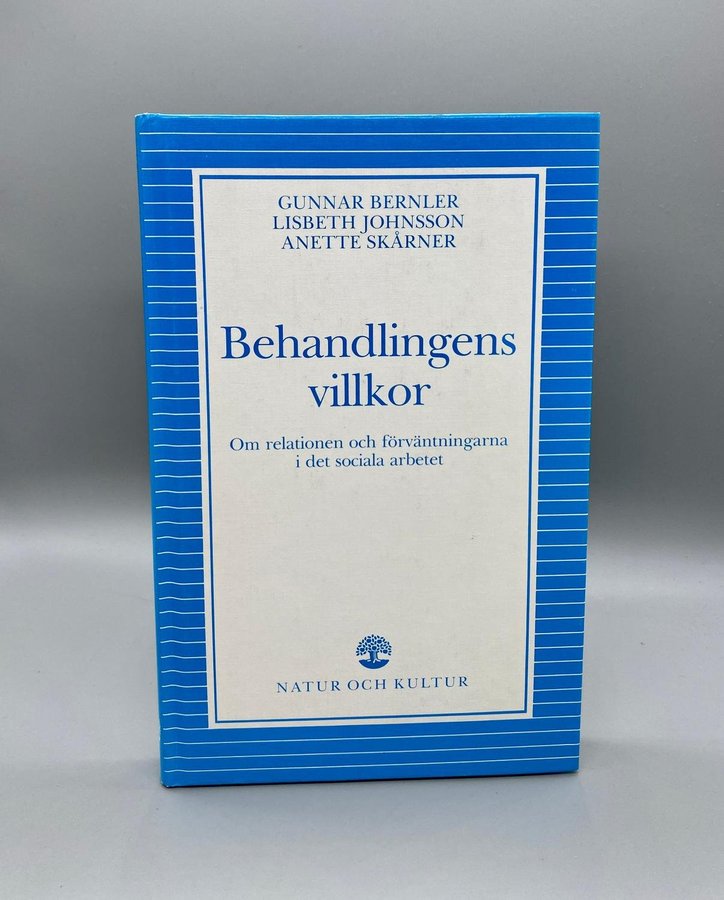 GUNNAR BERNLER
LISBETH JOHNSSON
ANETTE SKÅRNER
Behandlingens
villkor
Om relationen och förväntningarna
i det sociala arbetet
NATUR OCH KULTUR